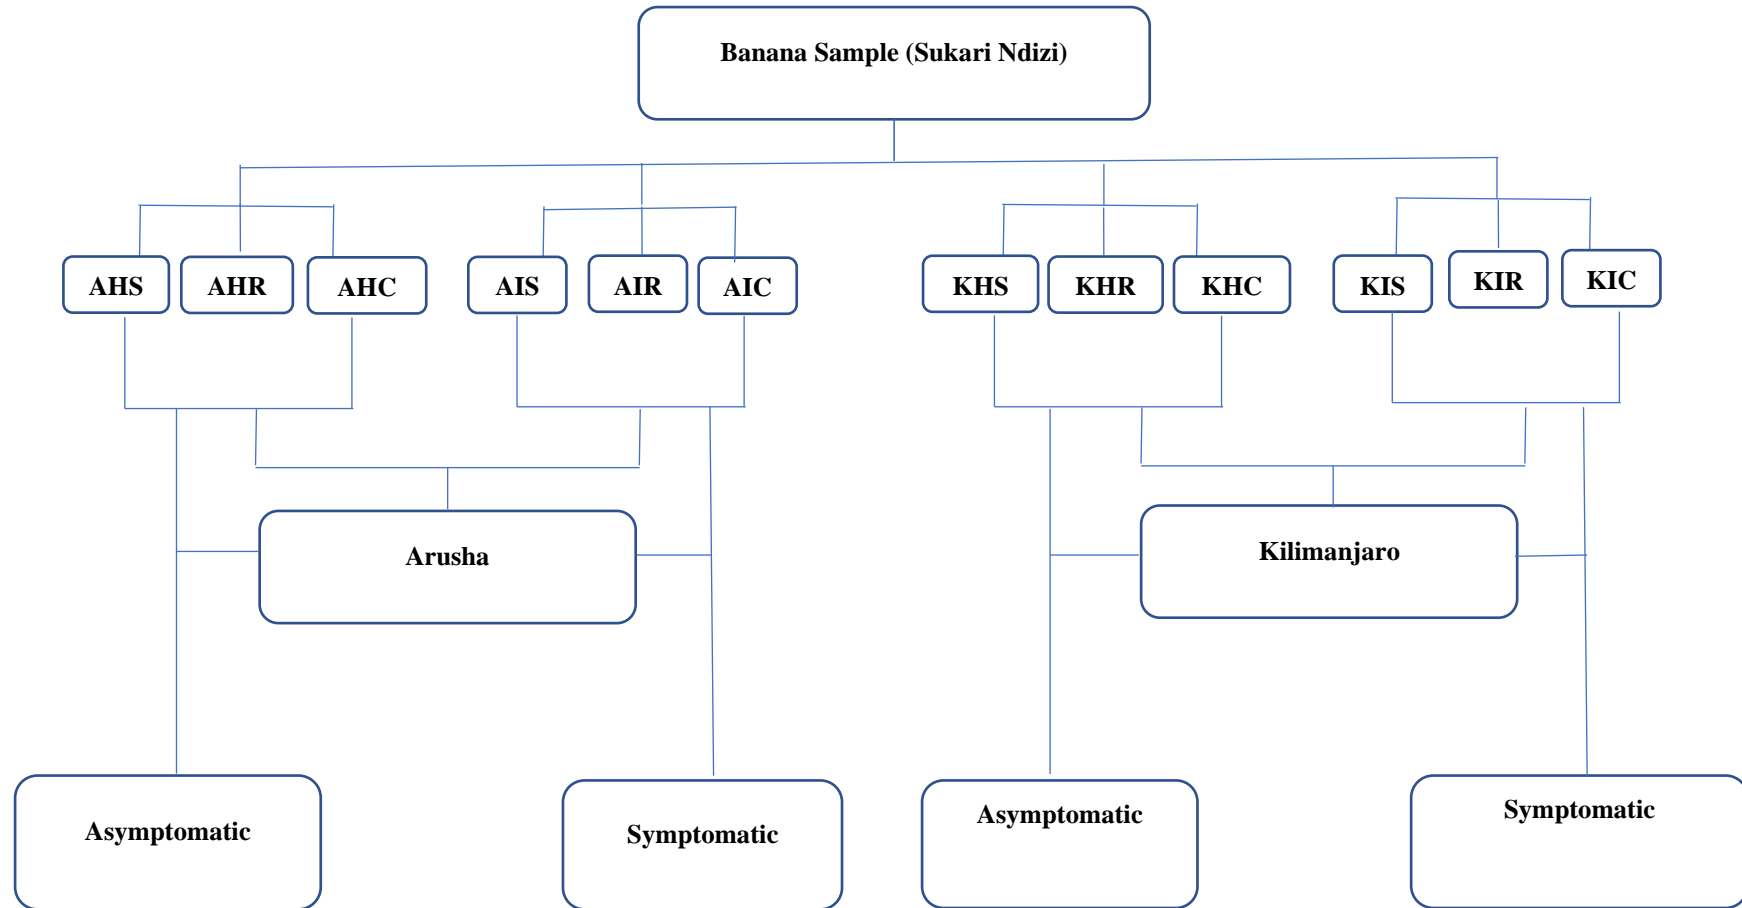 Banana Sample (Sukari Ndizi)
AHS
AHR
AHC
AIS
AIR
AIC
KHS
KHR
KHC
KIS
KIR
KIC
Arusha
Kilimanjaro
Asymptomatic
Symptomatic
Asymptomatic
Symptomatic